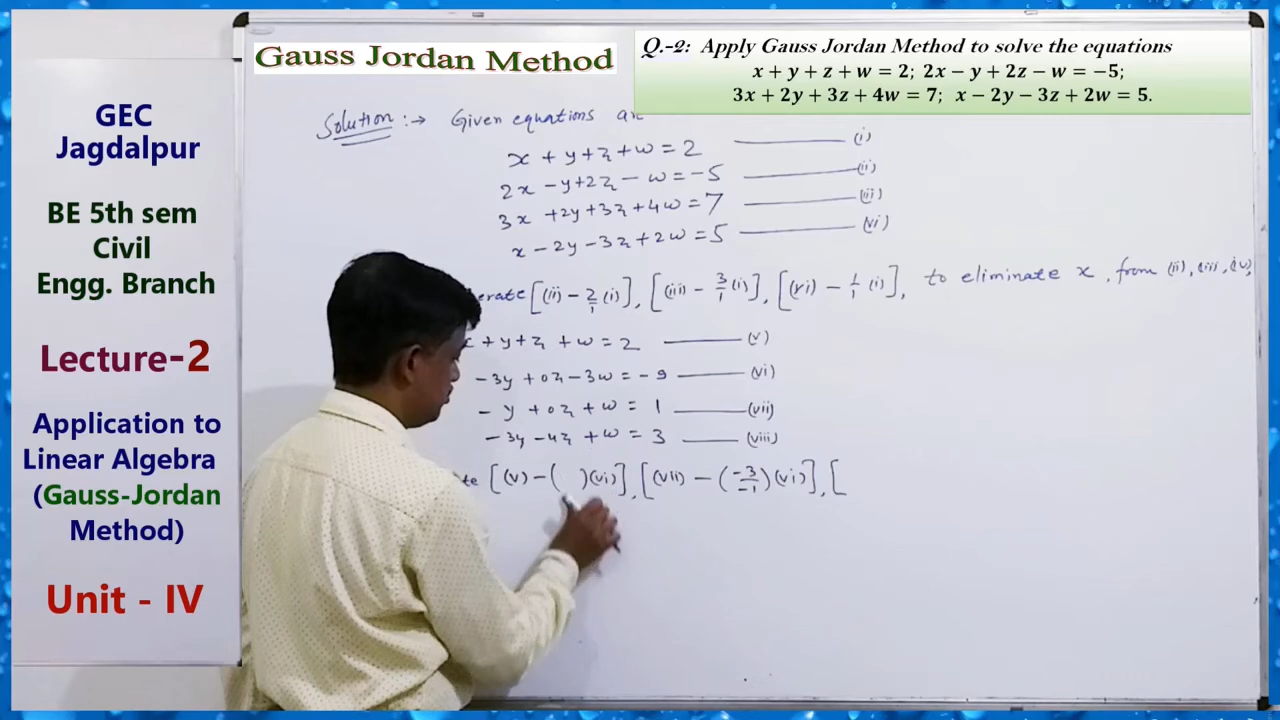 GEC
Jagdalpur
BE 5th sem
Civil
Engg. Branch
Lecture-2
Application to
Linear Algebra
(Gauss-Jordan
Method)
Unit - IV
Gauss Jordan Method
Q.-2: Apply Gauss Jordan Method to solve the equations
x + y + z + w = 2; 2x − y + 2z − w = −5;
3x + 2y + 3z + 4w = 7; x − 2y − 3z + 2w = 5.
Solution :→ Given equations
x + y + z + w = 2 ——— (i)
2x − y + 2z − w = −5 ——— (ii)
3x + 2y + 3z + 4w = 7 ——— (iii)
x − 2y − 3z + 2w = 5 ——— (vi)
[(ii) − 2/1 (i)], [(iii) − 3/1 (i)], [(vi) − 1/1 (i)], to eliminate x, from (ii), (iii, (iv),
x + y + z + w = 2 ——— (v)
−3y + 0z − 3w = −9 ——— (vi)
− y + 0z + w = 1 ——— (vii)
−3y − 4z + w = 3 ——— (viii)
[(v) − ( )(vi)], [(vii) − (−3/−1)(vi)], [